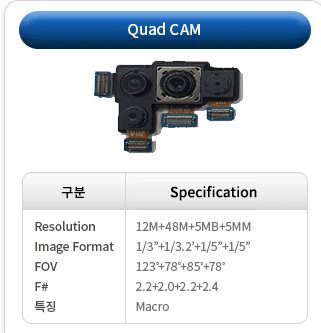 Quad CAM
구분 Specification
Resolution 12M+48M+5MB+5MM
Image Format 1/3”+1/3.2’+1/5”+1/5”
FOV 123°+78°+85°+78°
F# 2.2+2.0+2.2+2.4
특징 Macro